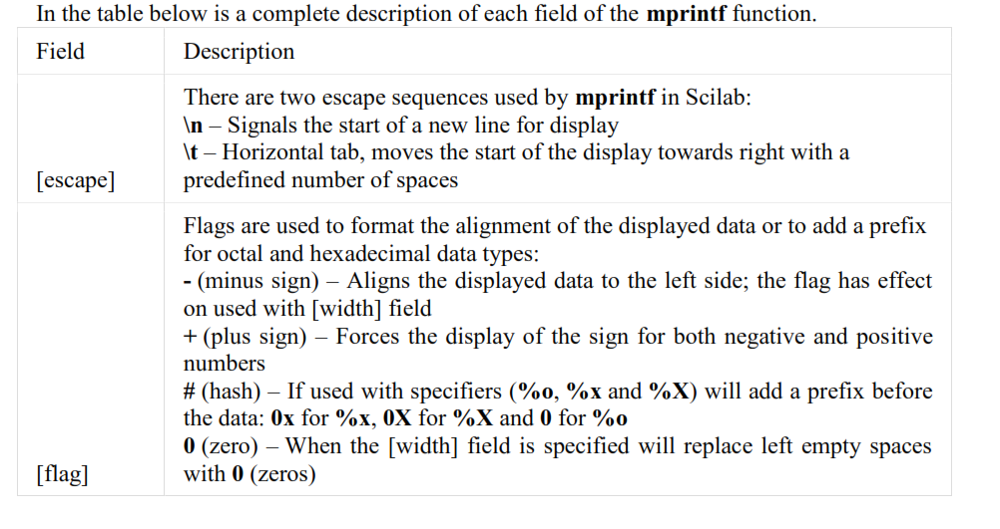 In the table below is a complete description of each field of the mprintf function.
Field
Description
There are two escape sequences used by mprintf in Scilab:
\n – Signals the start of a new line for display
\t – Horizontal tab, moves the start of the display towards right with a
predefined number of spaces
[escape]
Flags are used to format the alignment of the displayed data or to add a prefix
for octal and hexadecimal data types:
- (minus sign) – Aligns the displayed data to the left side; the flag has effect
on used with [width] field
+ (plus sign) – Forces the display of the sign for both negative and positive
numbers
# (hash) – If used with specifiers (%o, %x and %X) will add a prefix before
the data: 0x for %x, 0X for %X and 0 for %o
0 (zero) – When the [width] field is specified will replace left empty spaces
with 0 (zeros)
[flag]